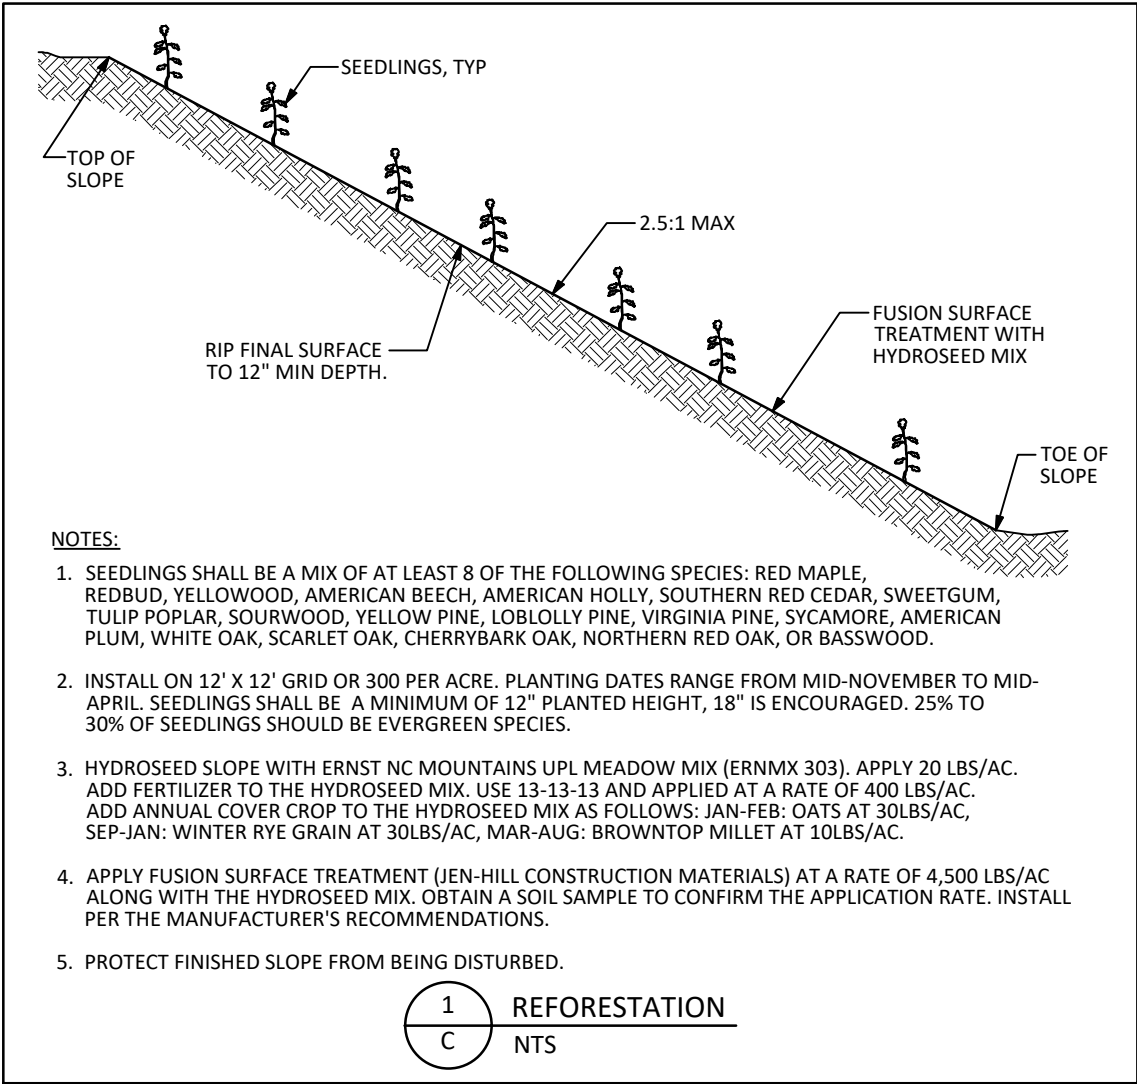 SEEDLINGS, TYP
TOP OF
SLOPE
2.5:1 MAX
FUSION SURFACE
TREATMENT WITH
HYDROSEED MIX
RIP FINAL SURFACE
TO 12" MIN DEPTH.
TOE OF
SLOPE
NOTES:
1. SEEDLINGS SHALL BE A MIX OF AT LEAST 8 OF THE FOLLOWING SPECIES: RED MAPLE,
REDBUD, YELLOWOOD, AMERICAN BEECH, AMERICAN HOLLY, SOUTHERN RED CEDAR, SWEETGUM,
TULIP POPLAR, SOURWOOD, YELLOW PINE, LOBLOLLY PINE, VIRGINIA PINE, SYCAMORE, AMERICAN
PLUM, WHITE OAK, SCARLET OAK, CHERRYBARK OAK, NORTHERN RED OAK, OR BASSWOOD.
2. INSTALL ON 12' X 12' GRID OR 300 PER ACRE. PLANTING DATES RANGE FROM MID-NOVEMBER TO MID-
APRIL. SEEDLINGS SHALL BE A MINIMUM OF 12" PLANTED HEIGHT, 18" IS ENCOURAGED. 25% TO
30% OF SEEDLINGS SHOULD BE EVERGREEN SPECIES.
3. HYDROSEED SLOPE WITH ERNST NC MOUNTAINS UPL MEADOW MIX (ERNMX 303). APPLY 20 LBS/AC.
ADD FERTILIZER TO THE HYDROSEED MIX. USE 13-13-13 AND APPLIED AT A RATE OF 400 LBS/AC.
ADD ANNUAL COVER CROP TO THE HYDROSEED MIX AS FOLLOWS: JAN-FEB: OATS AT 30LBS/AC,
SEP-JAN: WINTER RYE GRAIN AT 30LBS/AC, MAR-AUG: BROWNTOP MILLET AT 10LBS/AC.
4. APPLY FUSION SURFACE TREATMENT (JEN-HILL CONSTRUCTION MATERIALS) AT A RATE OF 4,500 LBS/AC
ALONG WITH THE HYDROSEED MIX. OBTAIN A SOIL SAMPLE TO CONFIRM THE APPLICATION RATE. INSTALL
PER THE MANUFACTURER'S RECOMMENDATIONS.
5. PROTECT FINISHED SLOPE FROM BEING DISTURBED.
1 REFORESTATION
C NTS